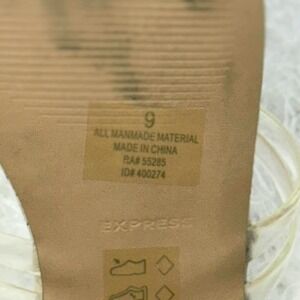 9
ALL MANMADE MATERIAL
MADE IN CHINA
RA# 55285
ID# 400274
EXPRESS